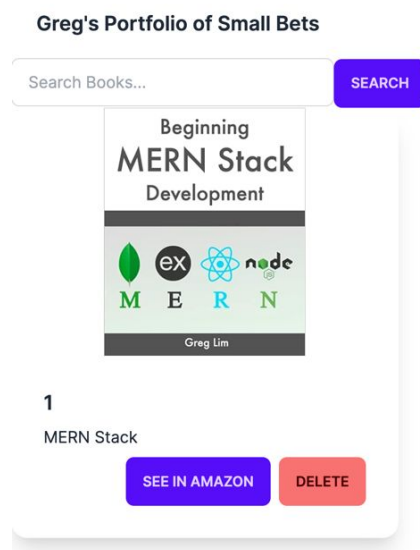 Greg's Portfolio of Small Bets
Search Books...
SEARCH
Beginning
MERN Stack
Development
ex
node
JS
M E R N
Greg Lim
1
MERN Stack
SEE IN AMAZON
DELETE